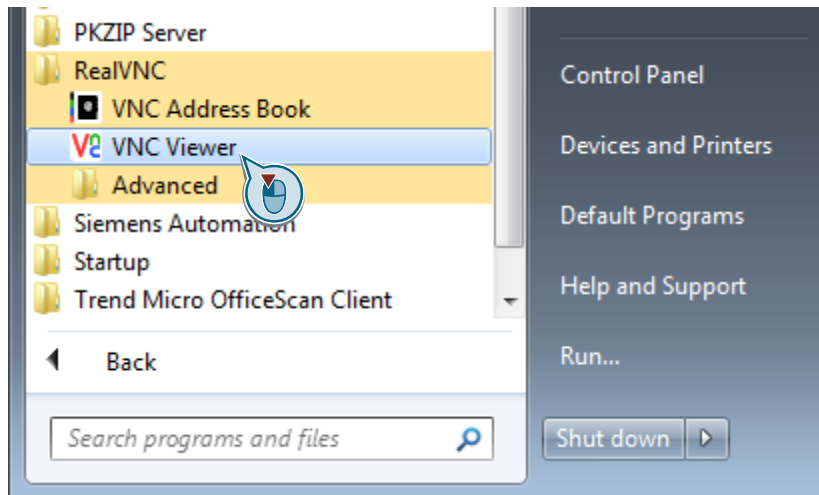 PKZIP Server
RealVNC
VNC Address Book
VNC Viewer
Advanced
Siemens Automation
Startup
Trend Micro OfficeScan Client
Back
Search programs and files
Control Panel
Devices and Printers
Default Programs
Help and Support
Run...
Shut down